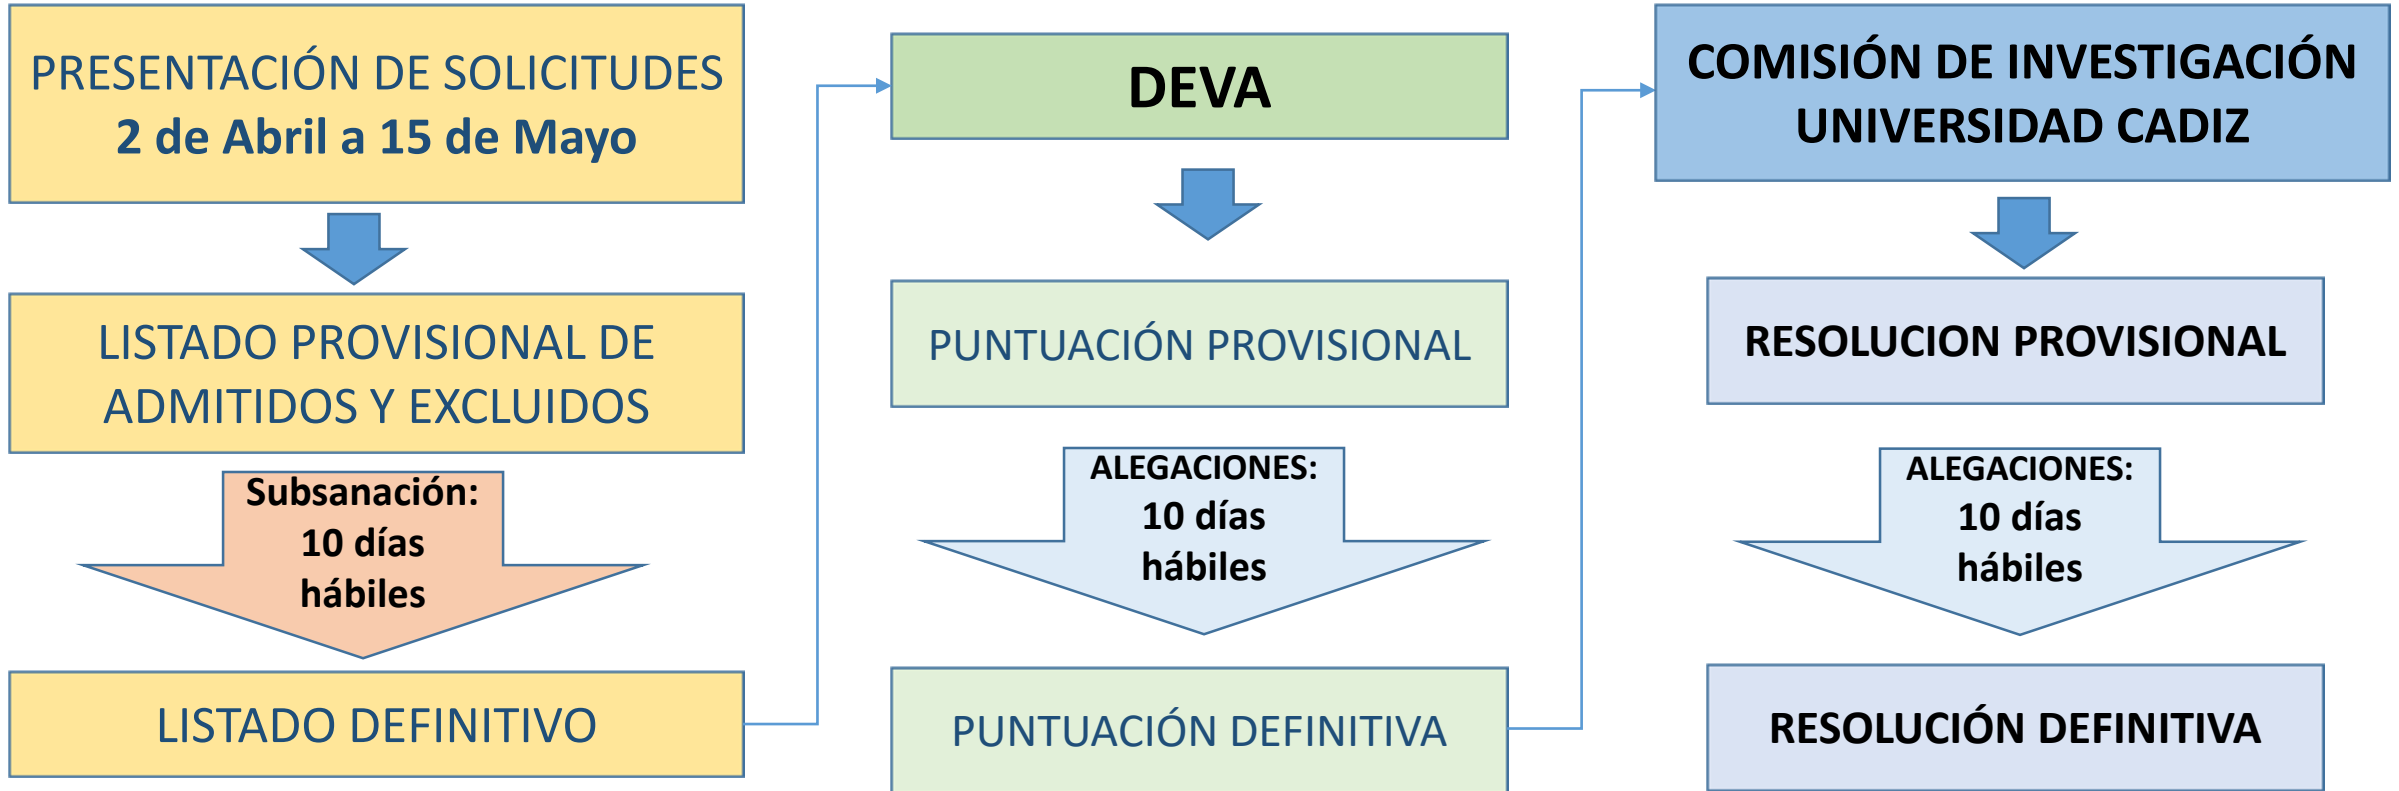 PRESENTACIÓN DE SOLICITUDES
2 de Abril a 15 de Mayo
LISTADO PROVISIONAL DE
ADMITIDOS Y EXCLUIDOS
Subsanación:
10 días
hábiles
LISTADO DEFINITIVO
DEVA
PUNTUACIÓN PROVISIONAL
ALEGACIONES:
10 días
hábiles
PUNTUACIÓN DEFINITIVA
COMISIÓN DE INVESTIGACIÓN
UNIVERSIDAD CADIZ
RESOLUCION PROVISIONAL
ALEGACIONES:
10 días
hábiles
RESOLUCIÓN DEFINITIVA